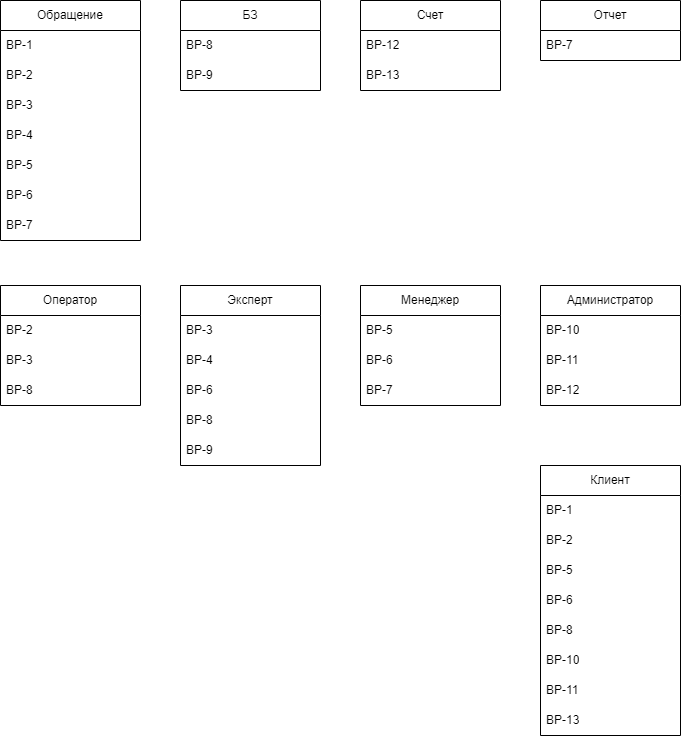 Обращение
BP-1
BP-2
BP-3
BP-4
BP-5
BP-6
BP-7
БЗ
BP-8
BP-9
Счет
BP-12
BP-13
Отчет
BP-7
Оператор
BP-2
BP-3
BP-8
Эксперт
BP-3
BP-4
BP-6
BP-8
BP-9
Менеджер
BP-5
BP-6
BP-7
Администратор
BP-10
BP-11
BP-12
Клиент
BP-1
BP-2
BP-5
BP-6
BP-8
BP-10
BP-11
BP-13